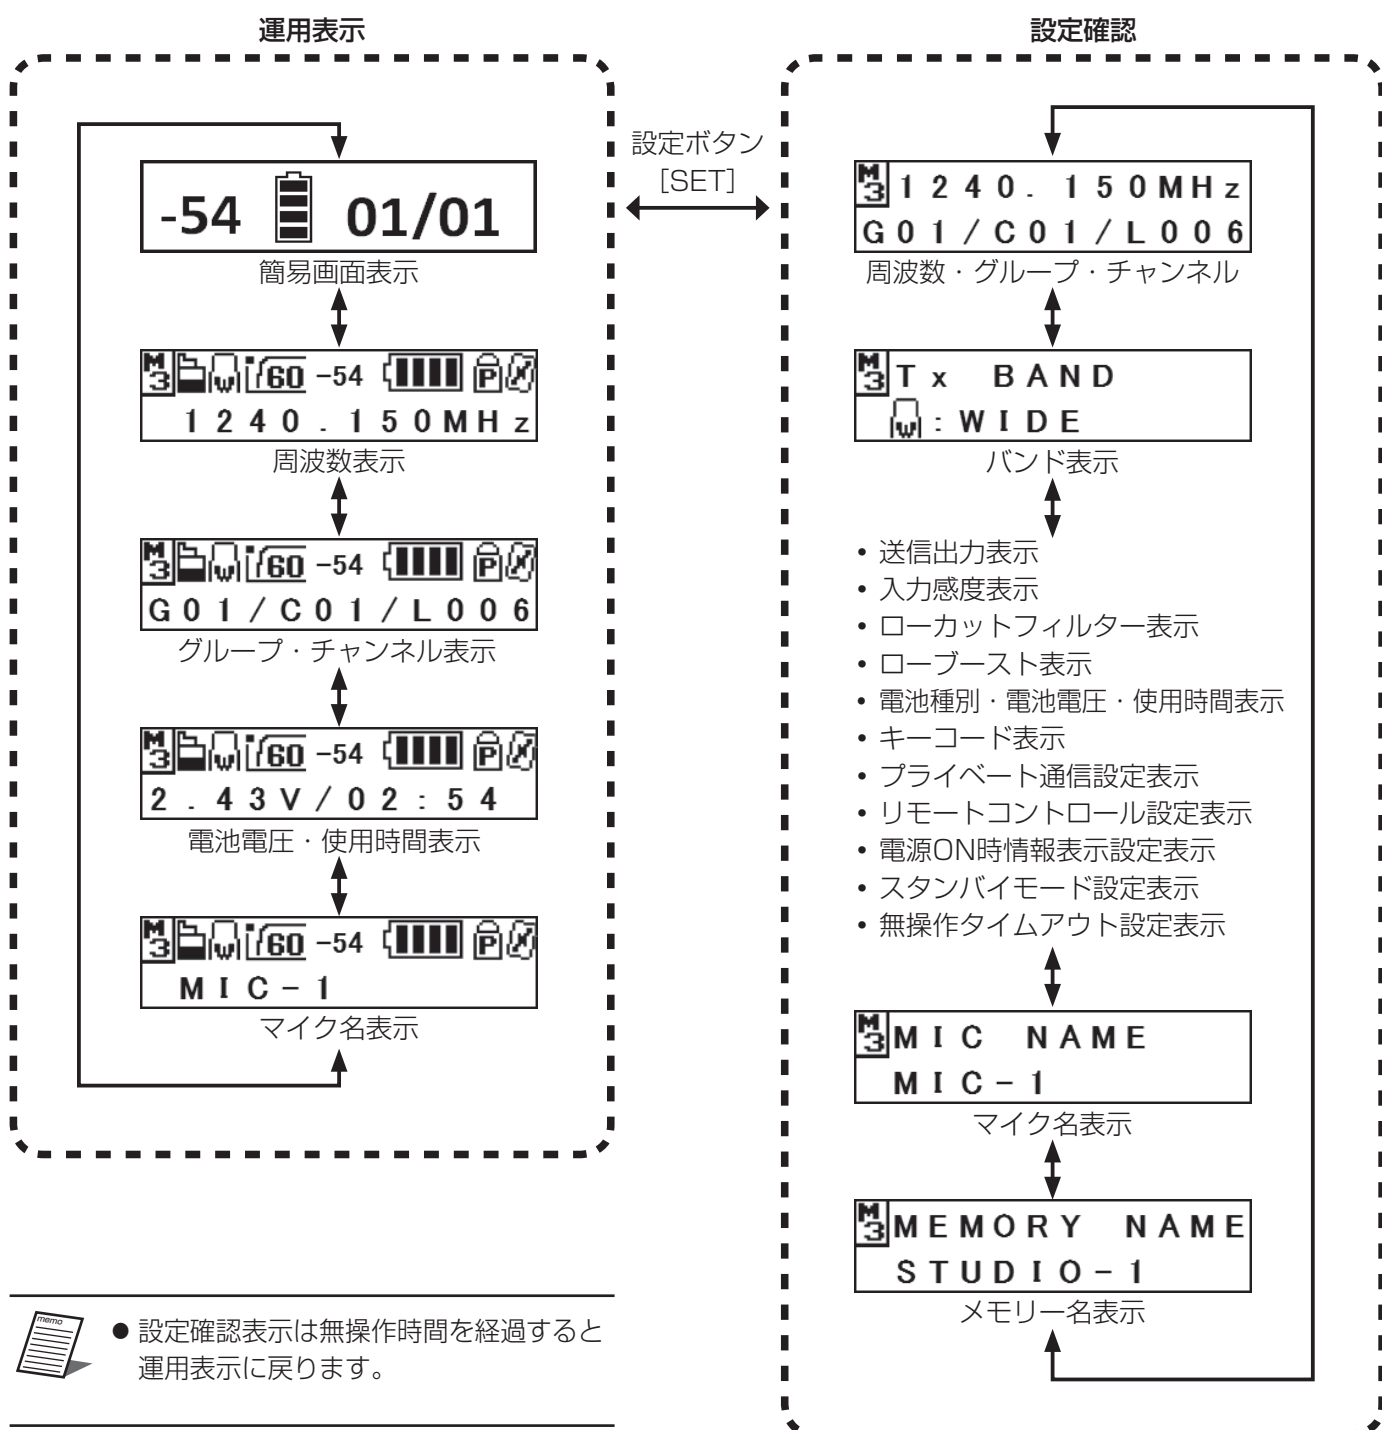 運用表示
-54 01/01
簡易画面表示
M3 60 -54 P
1240.150MHz
周波数表示
M3 60 -54 P
G01/C01/L006
グループ・チャンネル表示
M3 60 -54 P
2.43V/02:54
電池電圧・使用時間表示
M3 60 -54 P
MIC-1
マイク名表示
memo
● 設定確認表示は無操作時間を経過すると
運用表示に戻ります。
設定ボタン
[SET]
設定確認
M3 1240.150MHz
G01/C01/L006
周波数・グループ・チャンネル
M3 Tx BAND
W:WIDE
バンド表示
• 送信出力表示
• 入力感度表示
• ローカットフィルター表示
• ローブースト表示
• 電池種別・電池電圧・使用時間表示
• キーコード表示
• プライベート通信設定表示
• リモートコントロール設定表示
• 電源ON時情報表示設定表示
• スタンバイモード設定表示
• 無操作タイムアウト設定表示
M3 MIC NAME
MIC-1
マイク名表示
M3 MEMORY NAME
STUDIO-1
メモリー名表示